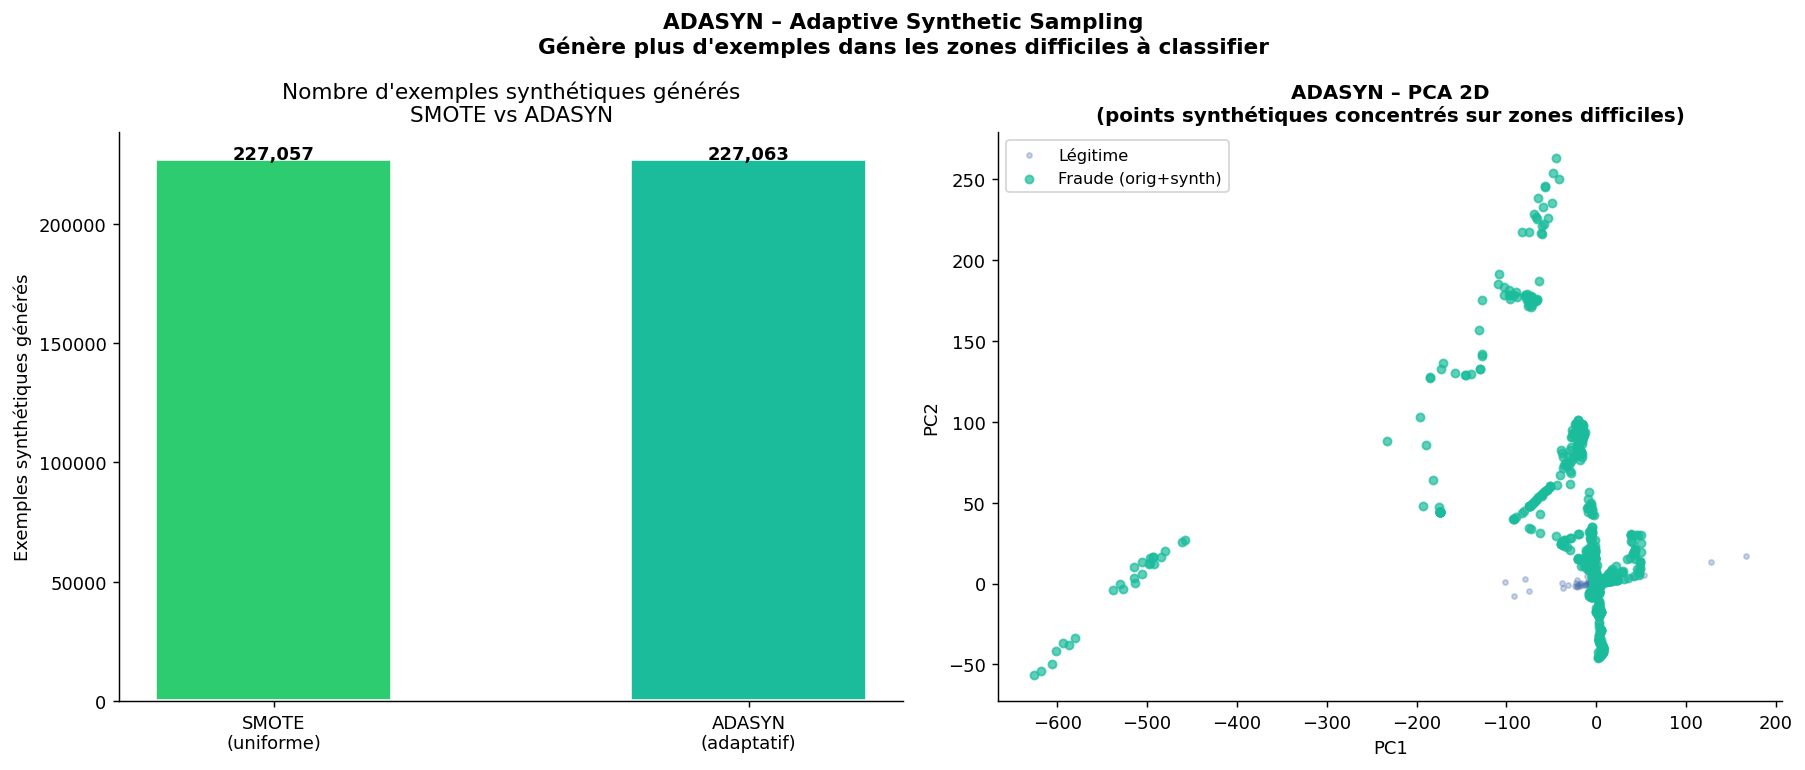 ADASYN – Adaptive Synthetic Sampling
Génère plus d'exemples dans les zones difficiles à classifier
Nombre d'exemples synthétiques générés
SMOTE vs ADASYN
Exemples synthétiques générés
200000
150000
100000
50000
0
227,057
227,063
SMOTE
(uniforme)
ADASYN
(adaptatif)
ADASYN – PCA 2D
(points synthétiques concentrés sur zones difficiles)
Légitime
Fraude (orig+synth)
PC2
250
200
150
100
50
0
−50
−600
−500
−400
−300
−200
−100
0
100
200
PC1